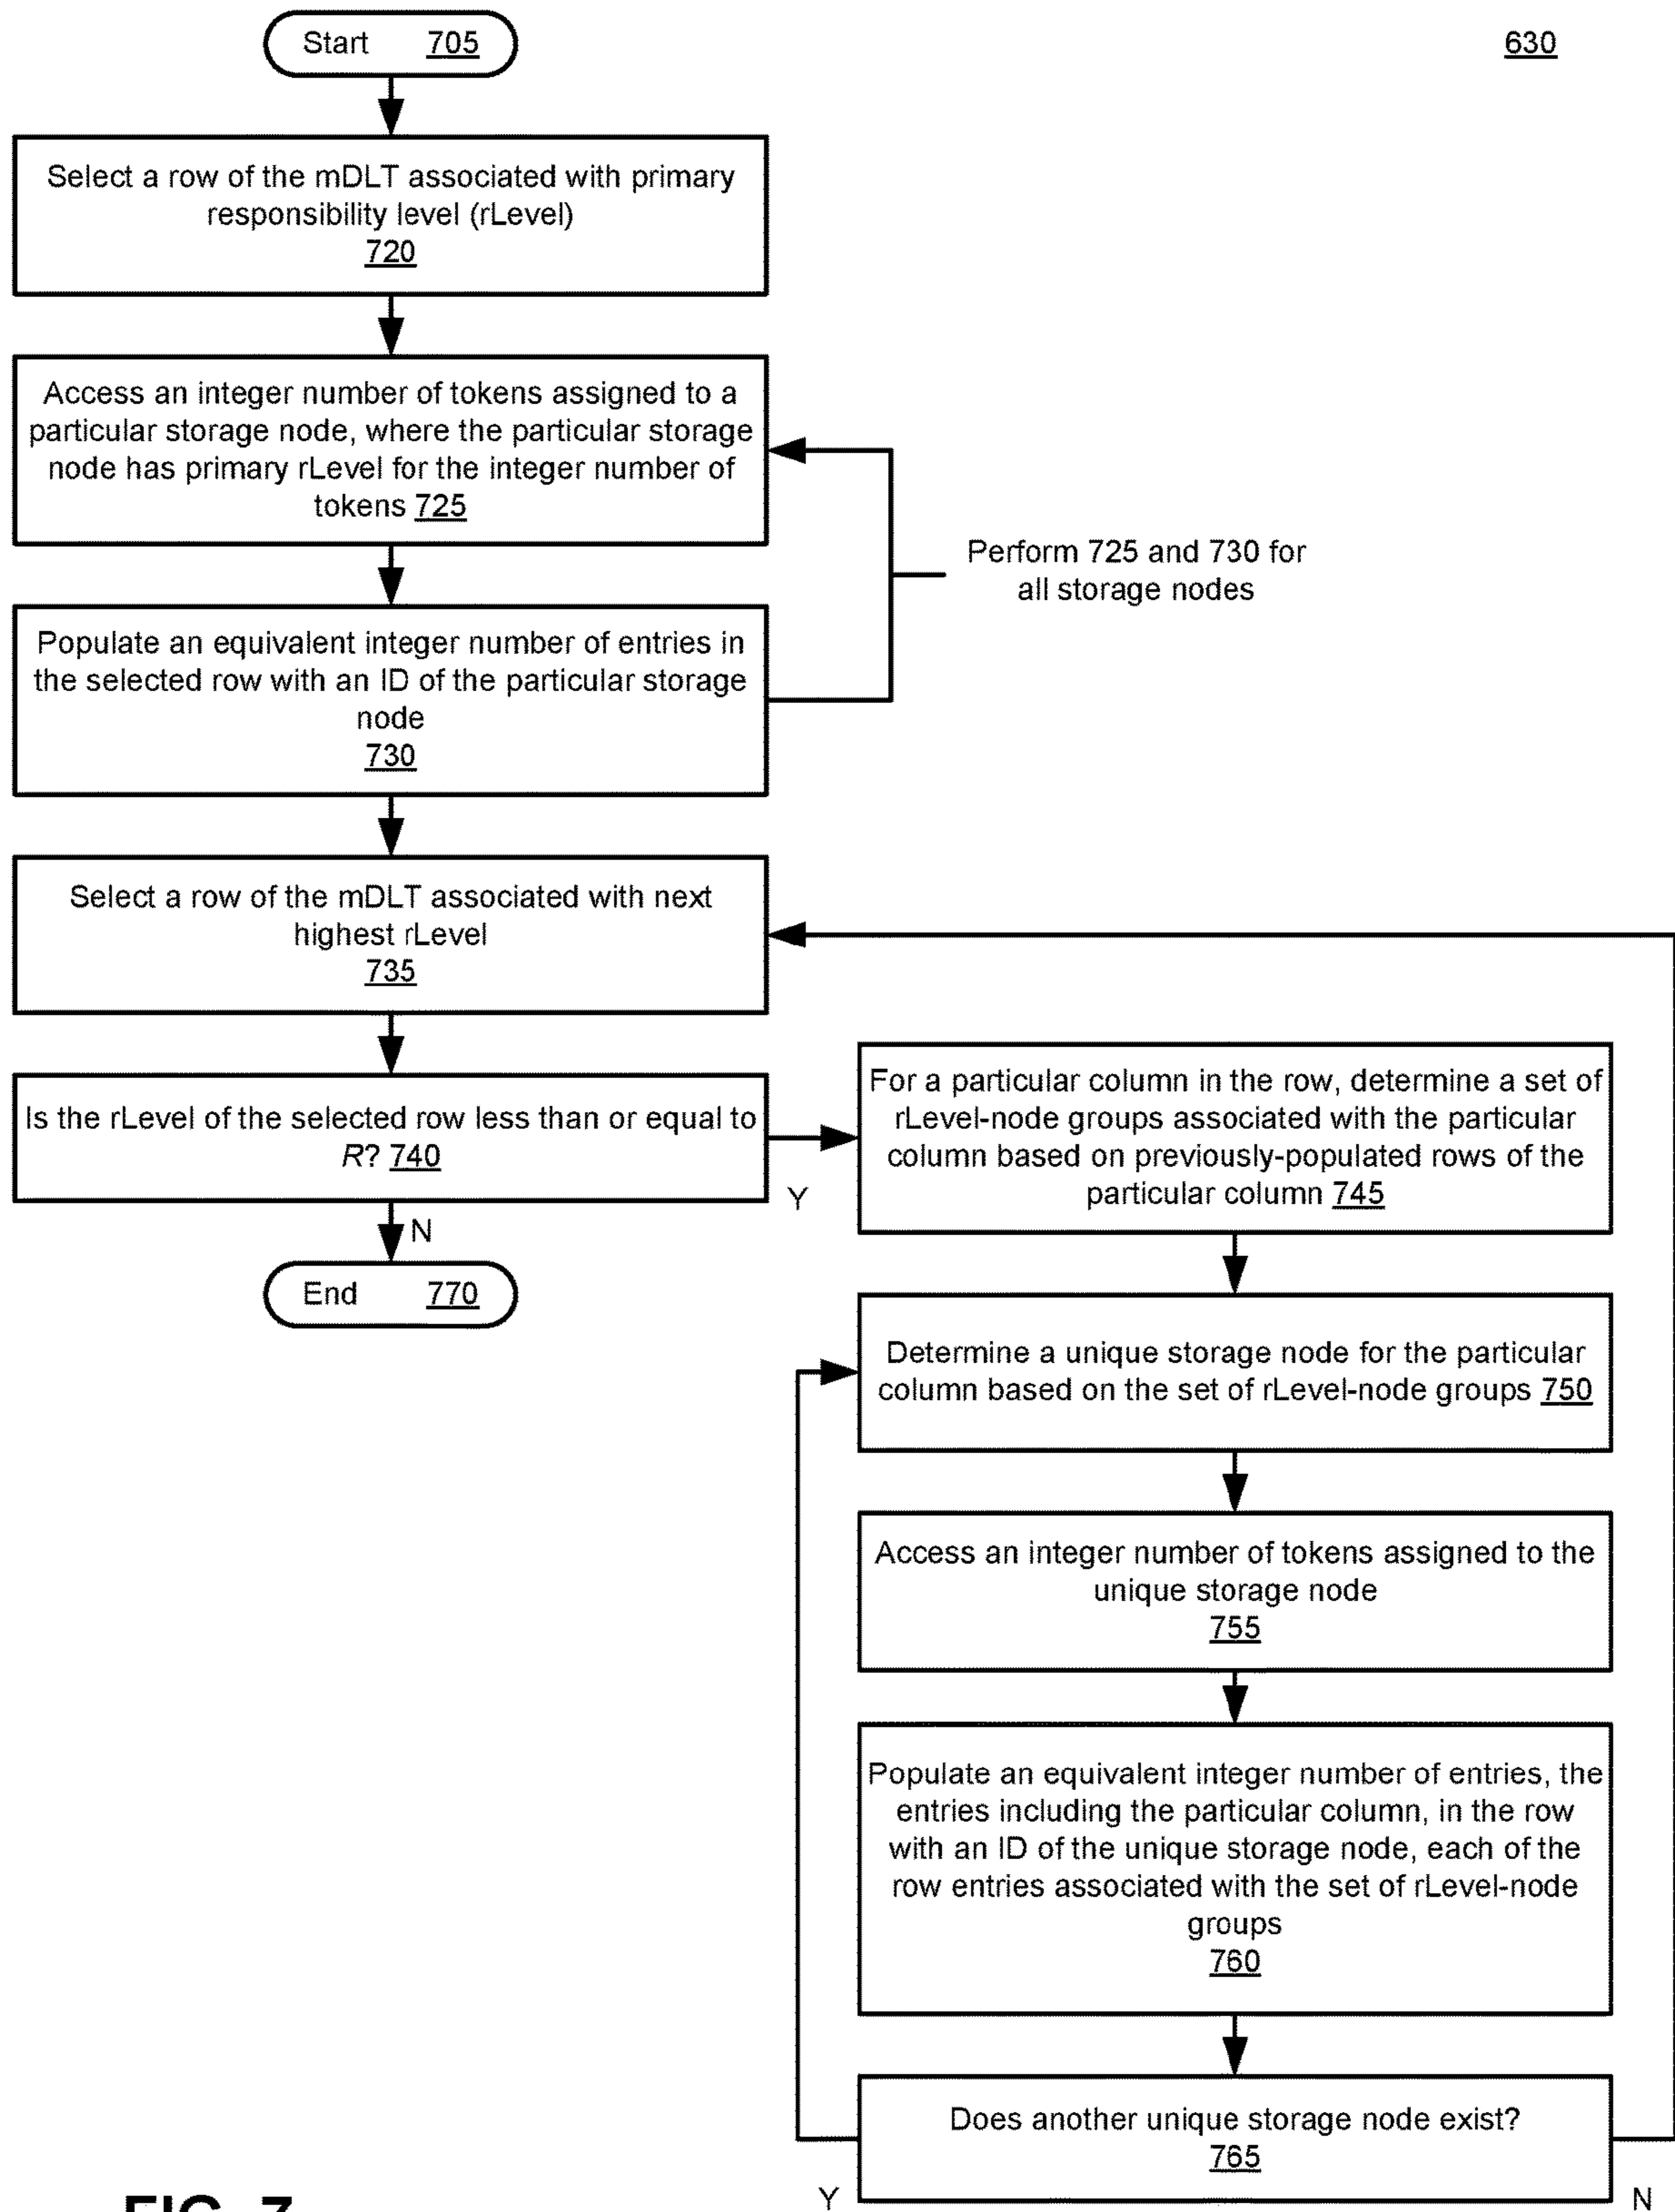 Start 705
630
Select a row of the mDLT associated with primary
responsibility level (rLevel)
720
Access an integer number of tokens assigned to a
particular storage node, where the particular storage
node has primary rLevel for the integer number of
tokens 725
Perform 725 and 730 for
all storage nodes
Populate an equivalent integer number of entries in
the selected row with an ID of the particular storage
node
730
Select a row of the mDLT associated with next
highest rLevel
735
Is the rLevel of the selected row less than or equal to
R? 740
Y
N
End 770
For a particular column in the row, determine a set of
rLevel-node groups associated with the particular
column based on previously-populated rows of the
particular column 745
Determine a unique storage node for the particular
column based on the set of rLevel-node groups 750
Access an integer number of tokens assigned to the
unique storage node
755
Populate an equivalent integer number of entries, the
entries including the particular column, in the row
with an ID of the unique storage node, each of the
row entries associated with the set of rLevel-node
groups
760
Does another unique storage node exist?
765
Y
N
FIG. 7